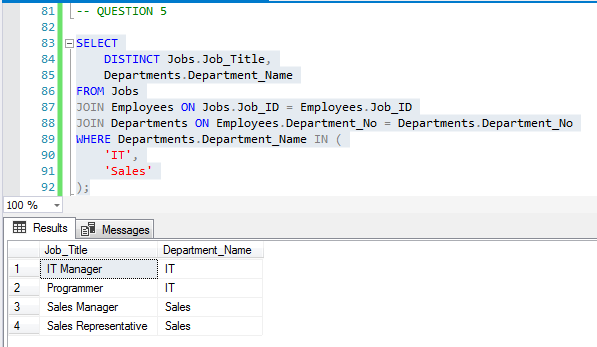 81 -- QUESTION 5
82
83 SELECT
84 DISTINCT Jobs.Job_Title,
85 Departments.Department_Name
86 FROM Jobs
87 JOIN Employees ON Jobs.Job_ID = Employees.Job_ID
88 JOIN Departments ON Employees.Department_No = Departments.Department_No
89 WHERE Departments.Department_Name IN (
90 'IT',
91 'Sales'
92 );
100 %
Results Messages
Job_Title Department_Name
1 IT Manager IT
2 Programmer IT
3 Sales Manager Sales
4 Sales Representative Sales